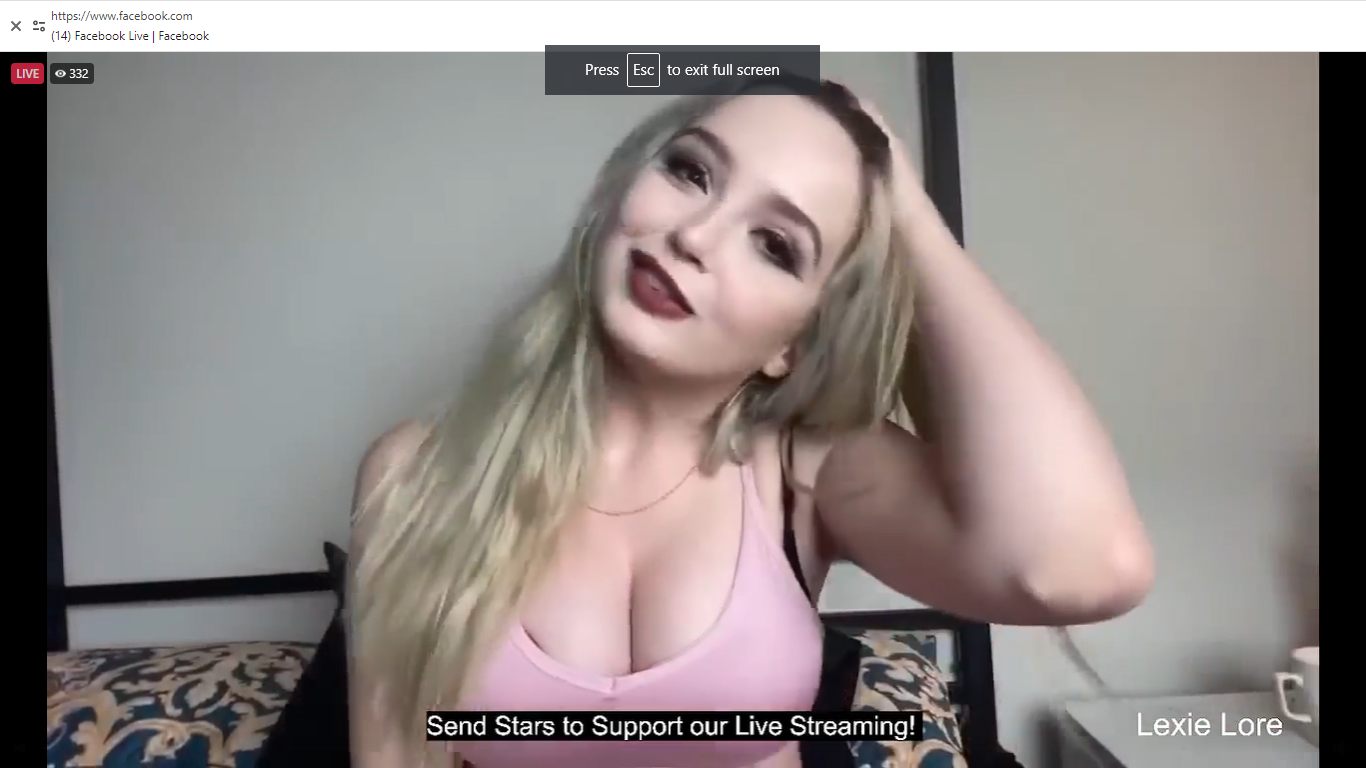 https://www.facebook.com
(14) Facebook Live | Facebook
LIVE
332
Press Esc to exit full screen
Send Stars to Support our Live Streaming!
Lexie Lore